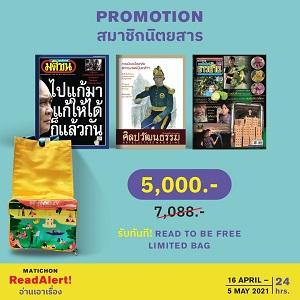 PROMOTION
สมาชิกนิตยสาร
มติชน
ไปแก้มา
แก้ให้ได้
ก็แล้วกัน
ศิลปวัฒนธรรม
5,000.-
7,088.-
รับทันที! READ TO BE FREE
LIMITED BAG
MATICHON
ReadAlert!
อ่านเอาเรื่อง
16 APRIL –
5 MAY 2021
24
hrs.